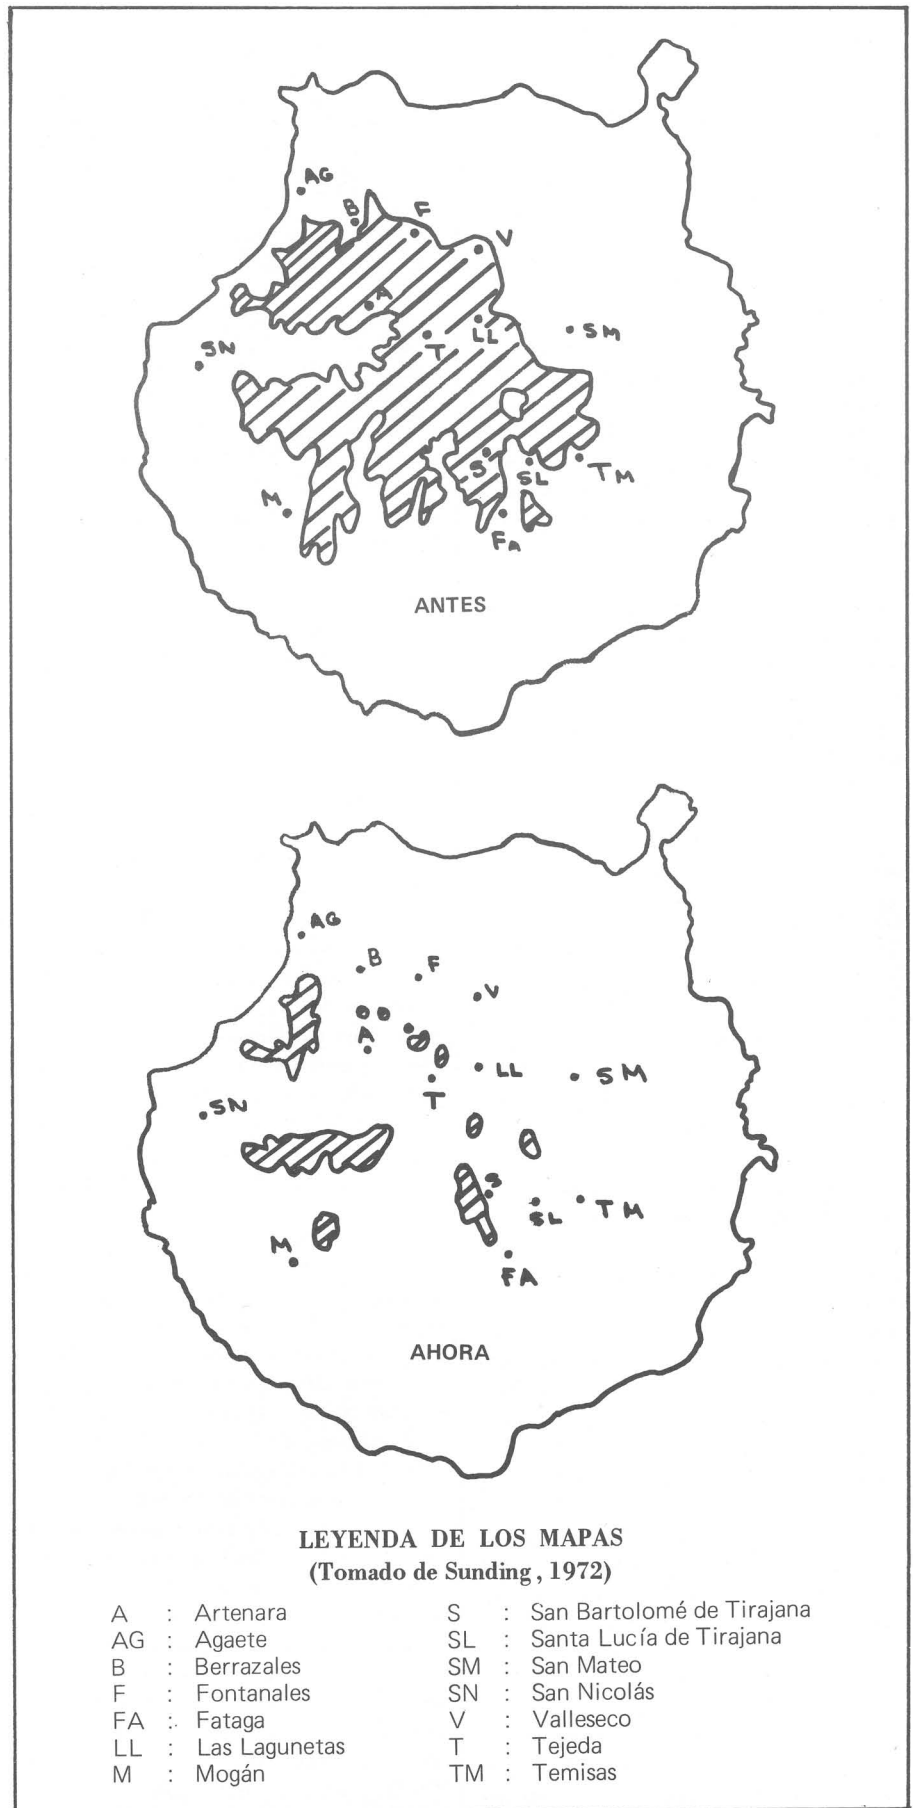 AG
B
F
V
A
LL
T
SM
SN
S
SL
TM
M
FA
ANTES
AG
B
F
V
A
LL
SM
T
SN
S
SL
TM
M
FA
AHORA
LEYENDA DE LOS MAPAS
(Tomado de Sunding, 1972)
A : Artenara
AG : Agaete
B : Berrazales
F : Fontanales
FA : Fataga
LL : Las Lagunetas
M : Mogán
S : San Bartolomé de Tirajana
SL : Santa Lucía de Tirajana
SM : San Mateo
SN : San Nicolás
V : Valleseco
T : Tejeda
TM : Temisas